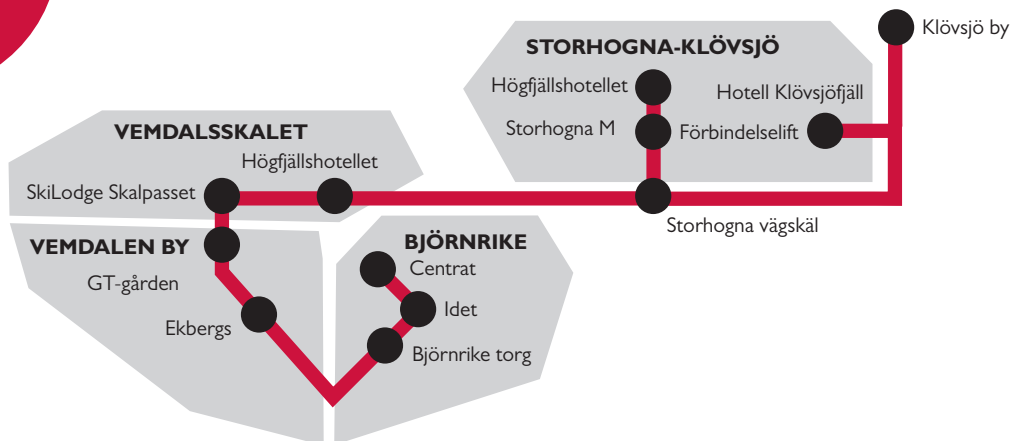 Klövsjö by
STORHOGNA-KLÖVSJÖ
Högfjällshotellet
Hotell Klövsjöfjäll
Storhogna M
Förbindelselift
VEMDALSSKALET
Högfjällshotellet
SkiLodge Skalpasset
Storhogna vägskäl
VEMDALEN BY
BJÖRNRIKE
GT-gården
Centrat
Idet
Ekbergs
Björnrike torg